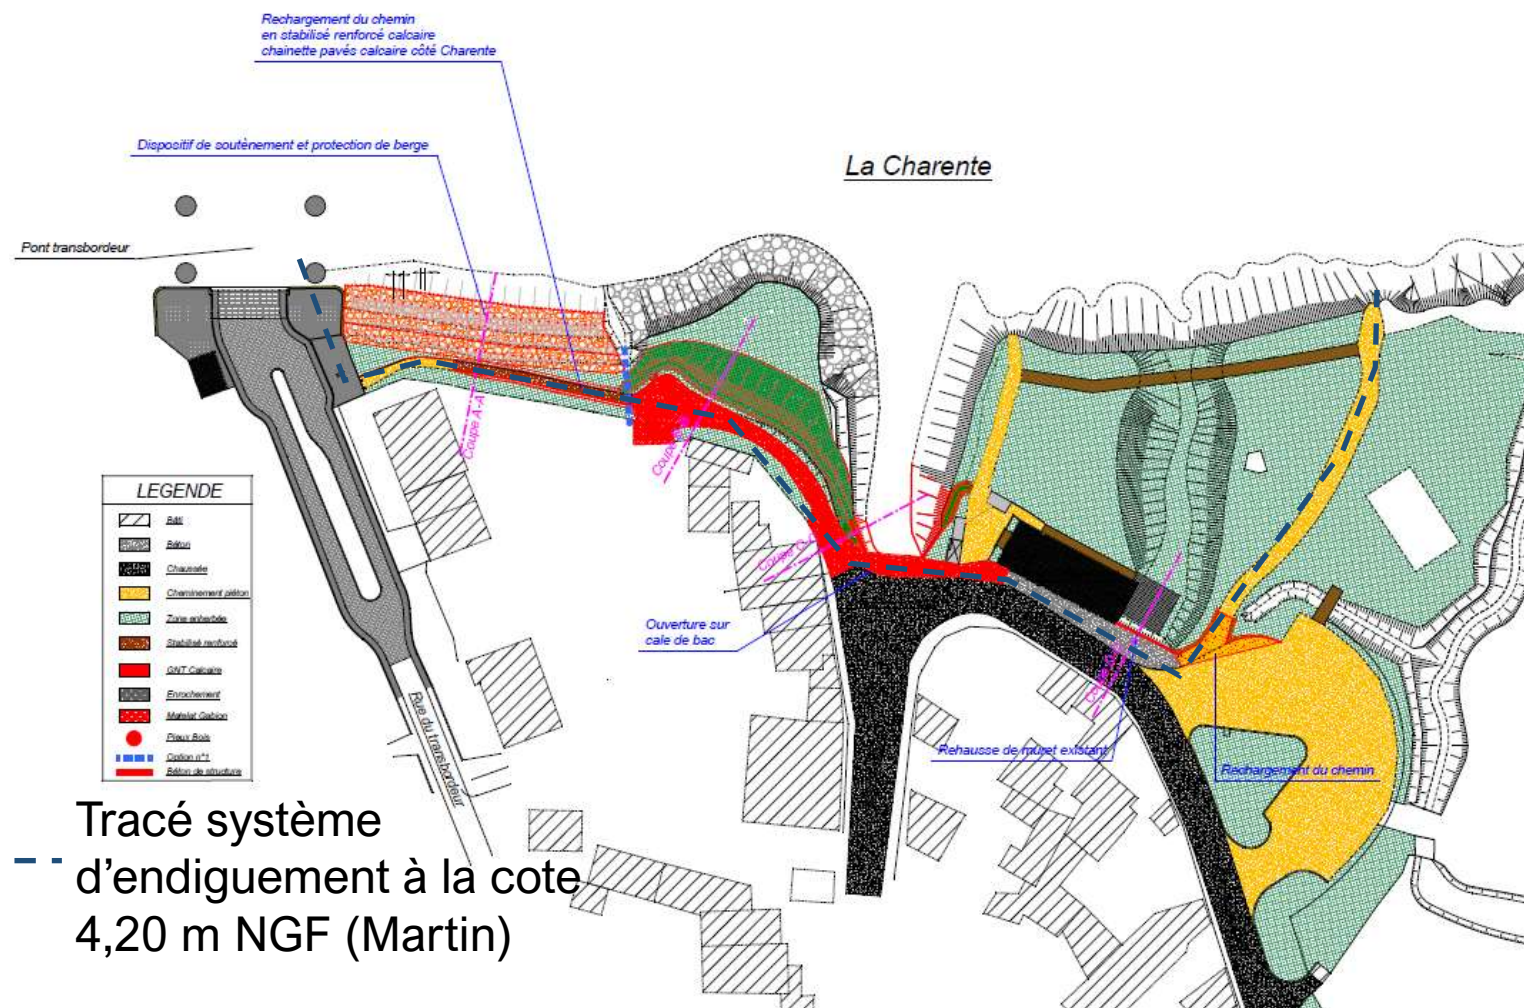 Rechargement du chemin
en stabilisé renforcé calcaire
chainette pavés calcaire côté Charente
Dispositif de soutènement et protection de berge
La Charente
Pont transbordeur
Coupe A-A
Coupe
Coupe C-C
Coupe
LEGENDE
Bâti
Béton
Chaussée
Cheminement piéton
Zone enherbée
Stabilisé renforcé
GNT Calcaire
Enrochement
Matelat Gabion
Pieux Bois
Option n°1
Béton de structure
Ouverture sur
cale de bac
Rue du transbordeur
Rehausse de muret existant
Rechargement du chemin
Tracé système
d'endiguement à la cote
4,20 m NGF (Martin)